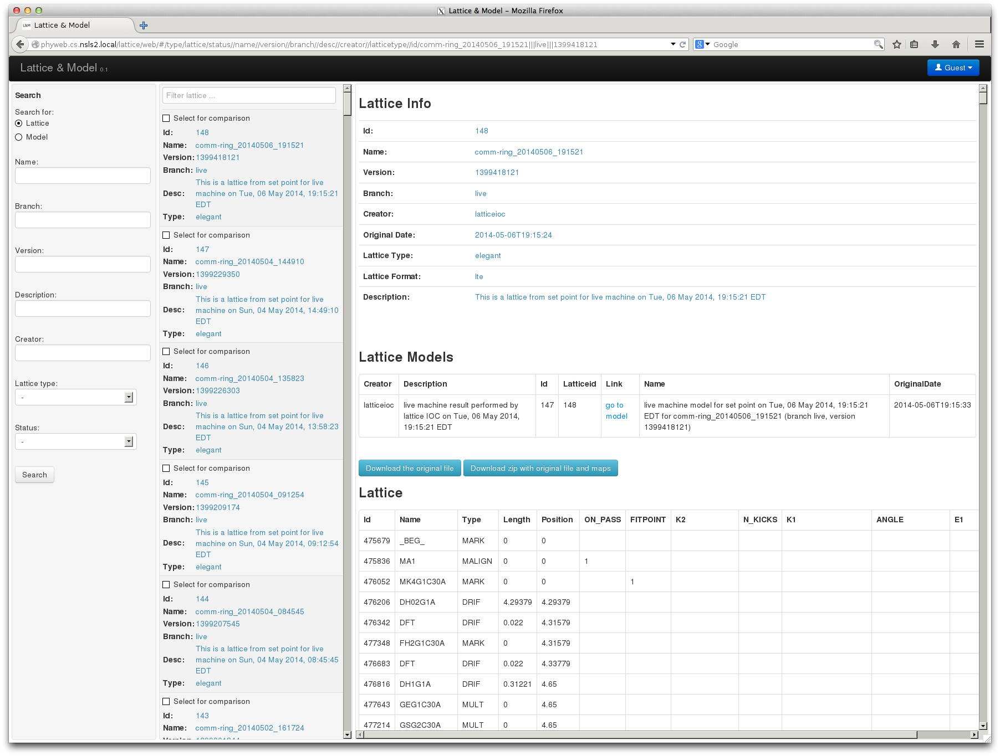 Lattice & Model - Mozilla Firefox
L&M Lattice & Model
phyweb.cs.nsls2.local/lattice/web/#/type/lattice/status//name//version//branch//desc//creator//latticetype//id/comm-ring_20140506_191521|||live|||1399418121
Google
Lattice & Model 0.1
Guest
Search
Search for:
Lattice
Model
Name:
Branch:
Version:
Description:
Creator:
Lattice type:
-
Status:
-
Search
Filter lattice ...
Select for comparison
Id: 148
Name: comm-ring_20140506_191521
Version: 1399418121
Branch: live
Desc: This is a lattice from set point for live
machine on Tue, 06 May 2014, 19:15:21
EDT
Type: elegant
Select for comparison
Id: 147
Name: comm-ring_20140504_144910
Version: 1399229350
Branch: live
Desc: This is a lattice from set point for live
machine on Sun, 04 May 2014, 14:49:10
EDT
Type: elegant
Select for comparison
Id: 146
Name: comm-ring_20140504_135823
Version: 1399226303
Branch: live
Desc: This is a lattice from set point for live
machine on Sun, 04 May 2014, 13:58:23
EDT
Type: elegant
Select for comparison
Id: 145
Name: comm-ring_20140504_091254
Version: 1399209174
Branch: live
Desc: This is a lattice from set point for live
machine on Sun, 04 May 2014, 09:12:54
EDT
Type: elegant
Select for comparison
Id: 144
Name: comm-ring_20140504_084545
Version: 1399207545
Branch: live
Desc: This is a lattice from set point for live
machine on Sun, 04 May 2014, 08:45:45
EDT
Type: elegant
Select for comparison
Id: 143
Name: comm-ring_20140502_161724
Lattice Info
Id: 148
Name: comm-ring_20140506_191521
Version: 1399418121
Branch: live
Creator: latticeioc
Original Date: 2014-05-06T19:15:24
Lattice Type: elegant
Lattice Format: lte
Description: This is a lattice from set point for live machine on Tue, 06 May 2014, 19:15:21 EDT
Lattice Models
Creator Description Id Latticeid Link Name OriginalDate
latticeioc live machine result performed by 147 148 go to live machine model for set point on Tue, 06 May 2014, 19:15:21 2014-05-06T19:15:33
lattice IOC on Tue, 06 May 2014, model EDT for comm-ring_20140506_191521 (branch live, version
19:15:21 EDT 1399418121)
Download the original file Download zip with original file and maps
Lattice
Id Name Type Length Position ON_PASS FITPOINT K2 N_KICKS K1 ANGLE E1
475679 _BEG_ MARK 0 0
475836 MA1 MALIGN 0 0 1
476052 MK4G1C30A MARK 0 0 1
476206 DH02G1A DRIF 4.29379 4.29379
476342 DFT DRIF 0.022 4.31579
477348 FH2G1C30A MARK 0 4.31579
476683 DFT DRIF 0.022 4.33779
476816 DH1G1A DRIF 0.31221 4.65
477643 GEG1C30A MULT 0 4.65
477214 GSG2C30A MULT 0 4.65